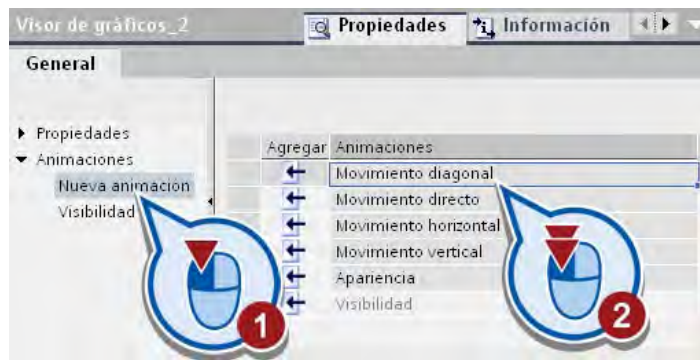 Visor de gráficos_2
Propiedades
Información
General
Propiedades
Animaciones
Nueva animación
Visibilidad
Agregar Animaciones
Movimiento diagonal
Movimiento directo
Movimiento horizontal
Movimiento vertical
Apariencia
Visibilidad
1
2